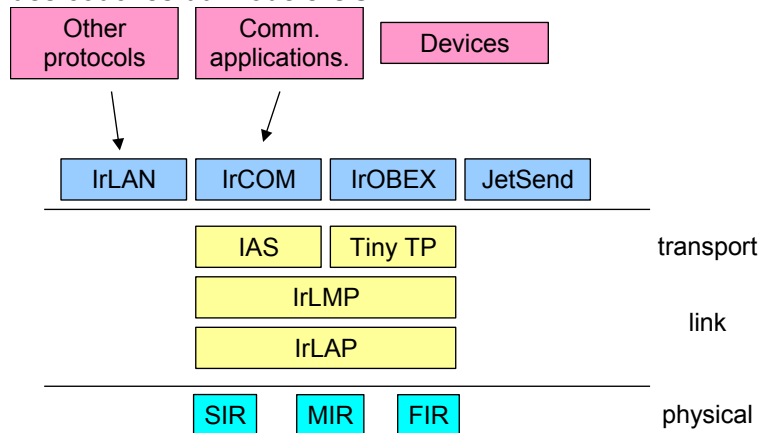 Other
protocols
Comm.
applications.
Devices
IrLAN
IrCOM
IrOBEX
JetSend
IAS
Tiny TP
transport
IrLMP
link
IrLAP
SIR
MIR
FIR
physical